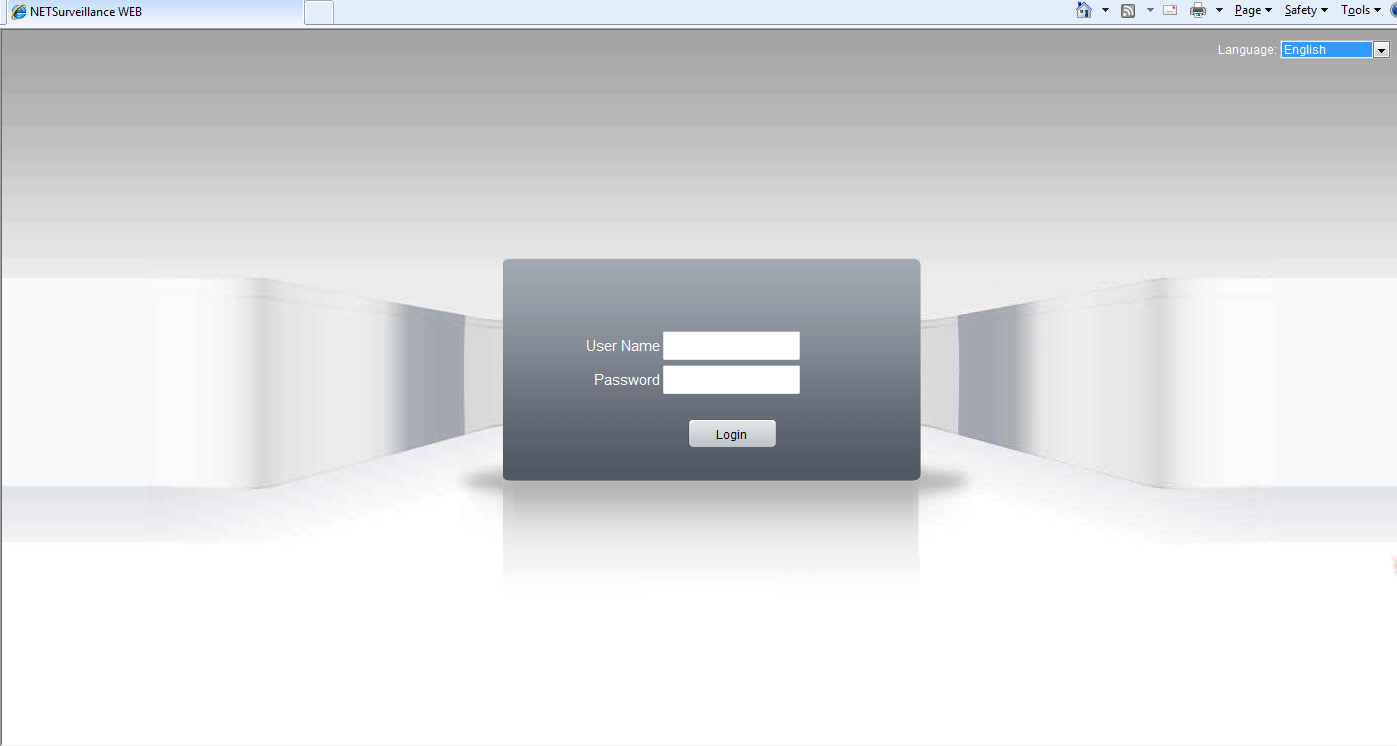 NETSurveillance WEB
Page Safety Tools
Language: English
User Name
Password
Login